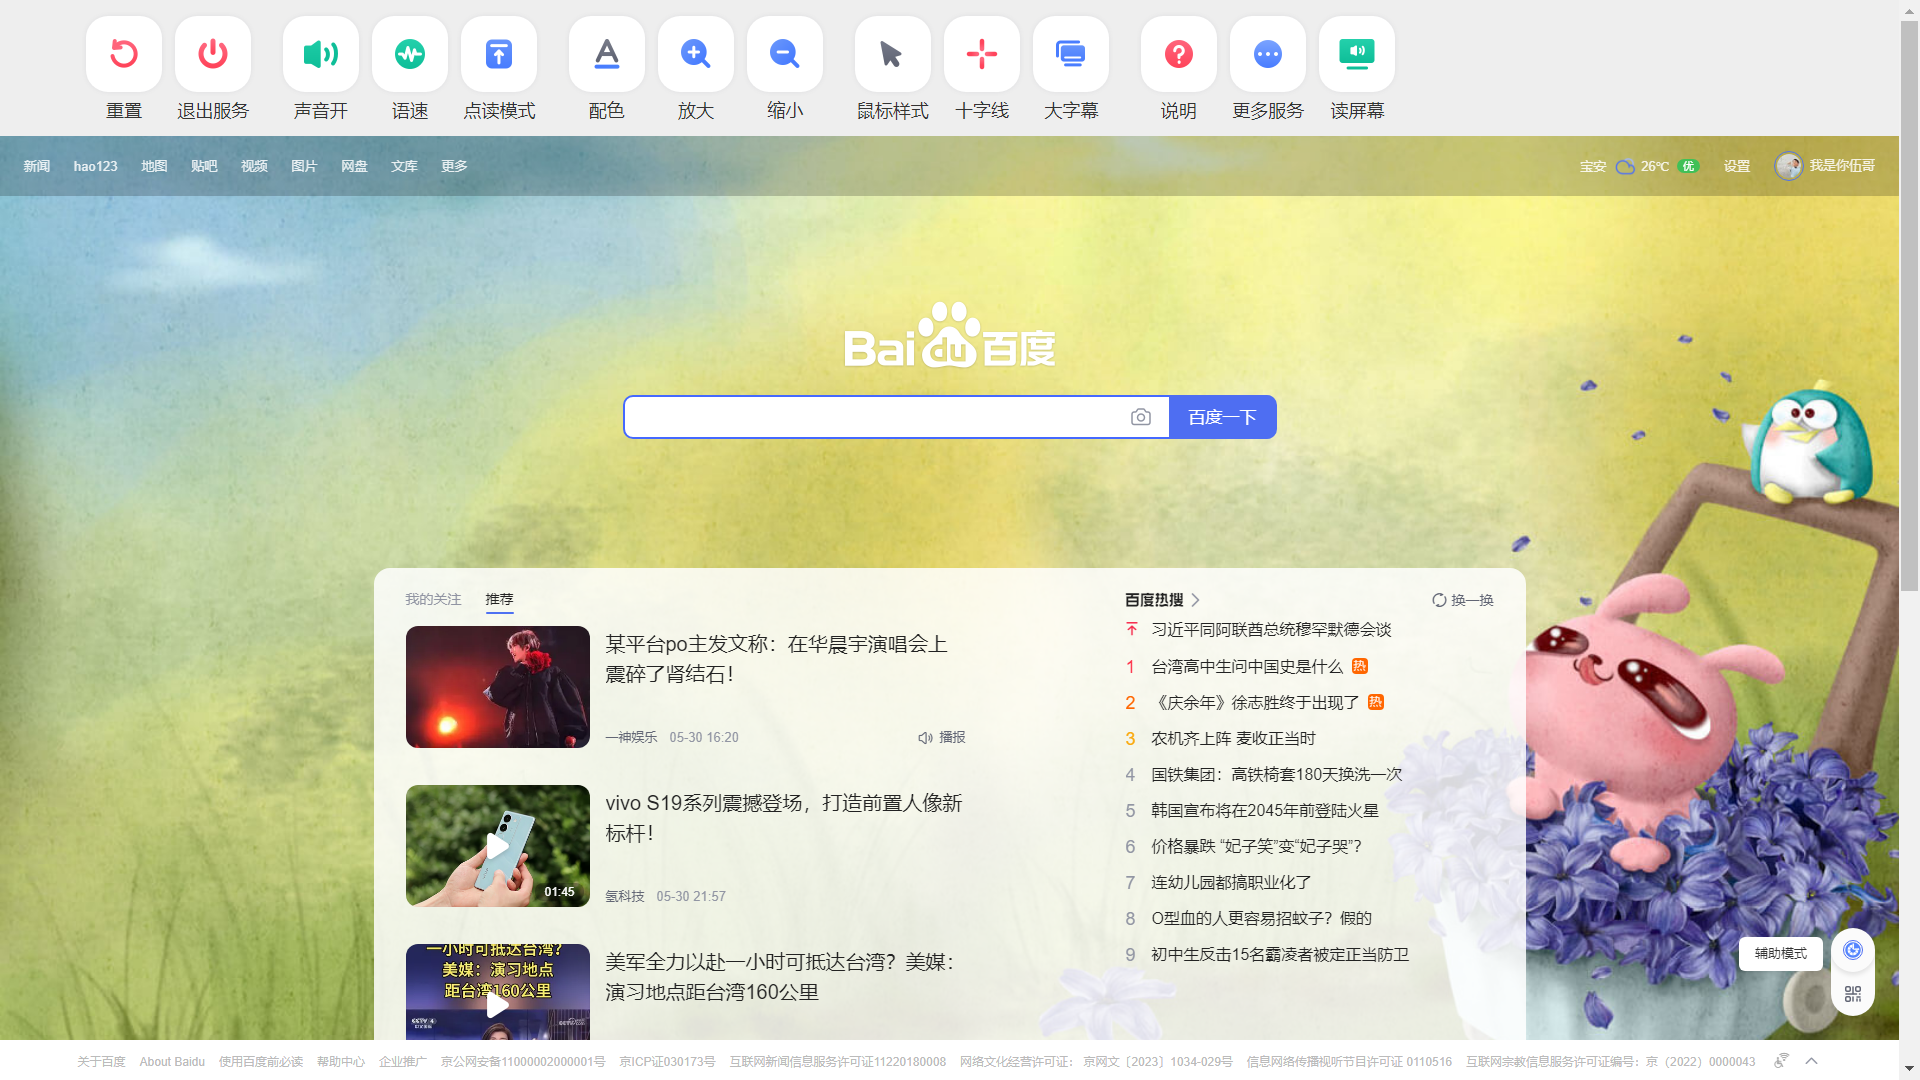 重置 退出服务 声音开 语速 点读模式 配色 放大 缩小 鼠标样式 十字线 大字幕 说明 更多服务 读屏幕
新闻 hao123 地图 贴吧 视频 图片 网盘 文库 更多 宝安 26℃ 优 设置 我是你伍哥
Bai du 百度
百度一下
我的关注 推荐
某平台po主发文称：在华晨宇演唱会上
震碎了肾结石！
一神娱乐 05-30 16:20 播报
01:45
vivo S19系列震撼登场，打造前置人像新
标杆！
氢科技 05-30 21:57
一小时可抵达台湾？
美媒：演习地点
距台湾160公里
美军全力以赴一小时可抵达台湾？美媒：
演习地点距台湾160公里
百度热搜 换一换
习近平同阿联酋总统穆罕默德会谈
1 台湾高中生问中国史是什么 热
2 《庆余年》徐志胜终于出现了 热
3 农机齐上阵 麦收正当时
4 国铁集团：高铁椅套180天换洗一次
5 韩国宣布将在2045年前登陆火星
6 价格暴跌 “妃子笑”变“妃子哭”？
7 连幼儿园都搞职业化了
8 O型血的人更容易招蚊子？假的
9 初中生反击15名霸凌者被定正当防卫
辅助模式
关于百度 About Baidu 使用百度前必读 帮助中心 企业推广 京公网安备11000002000001号 京ICP证030173号 互联网新闻信息服务许可证11220180008 网络文化经营许可证： 京网文〔2023〕1034-029号 信息网络传播视听节目许可证 0110516 互联网宗教信息服务许可证编号：京（2022）0000043